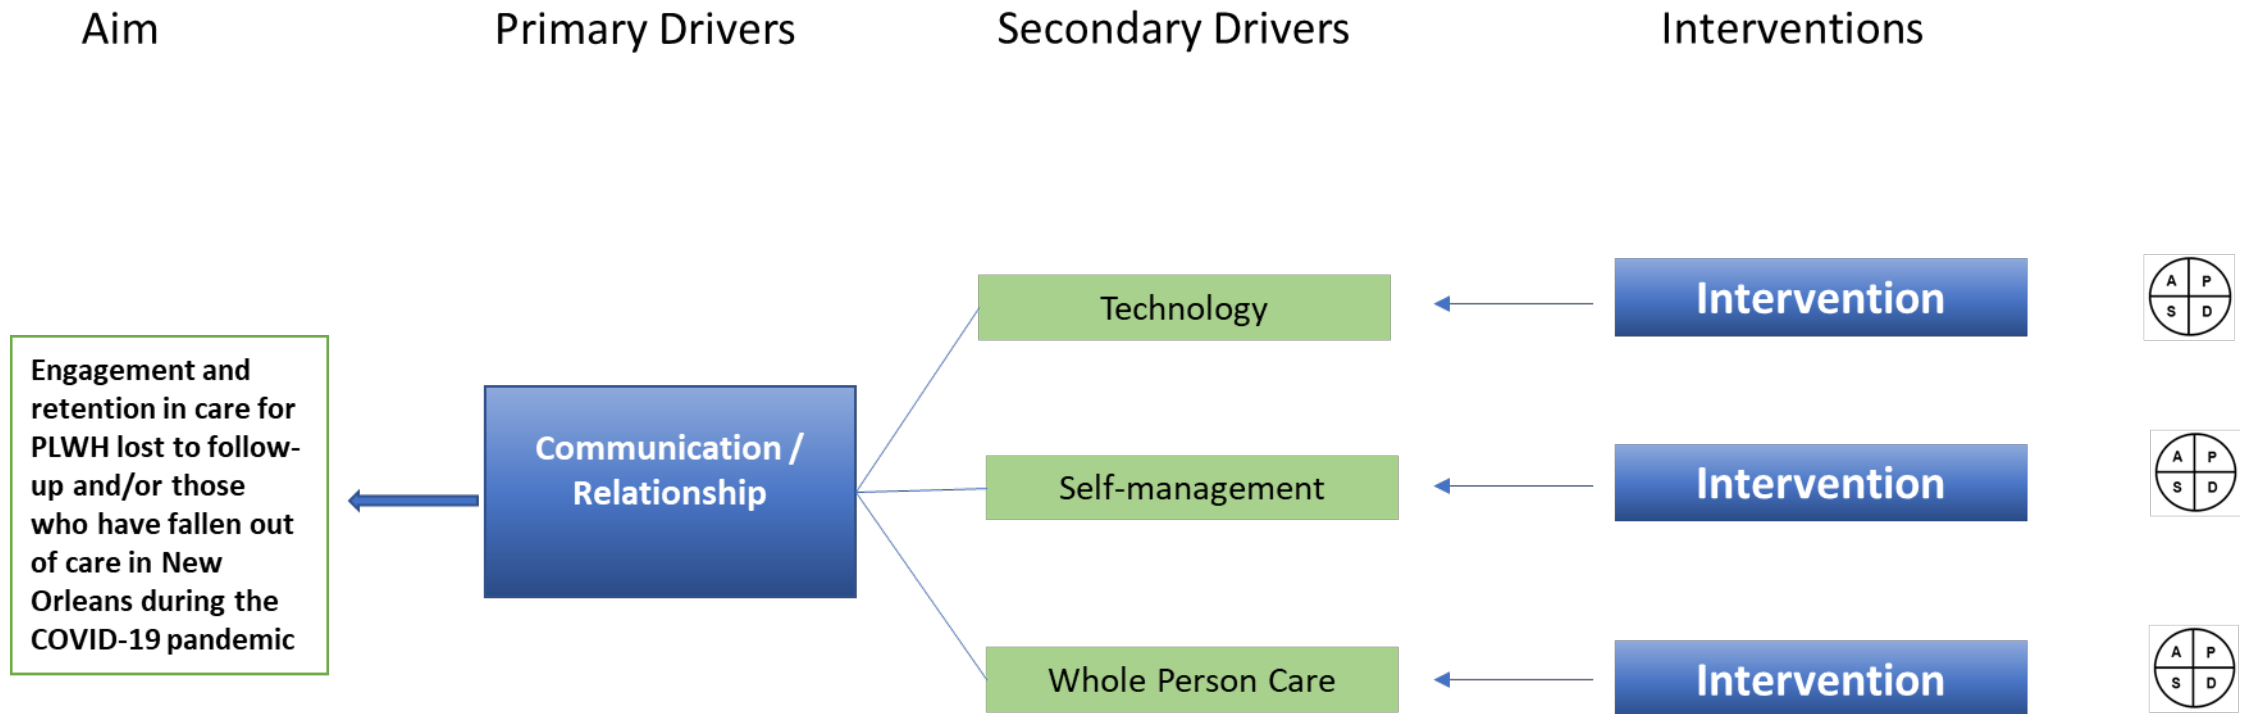 Aim
Primary Drivers
Secondary Drivers
Interventions
Engagement and
retention in care for
PLWH lost to follow-
up and/or those
who have fallen out
of care in New
Orleans during the
COVID-19 pandemic
Communication /
Relationship
Technology
Self-management
Whole Person Care
Intervention
A P
S D
Intervention
A P
S D
Intervention
A P
S D